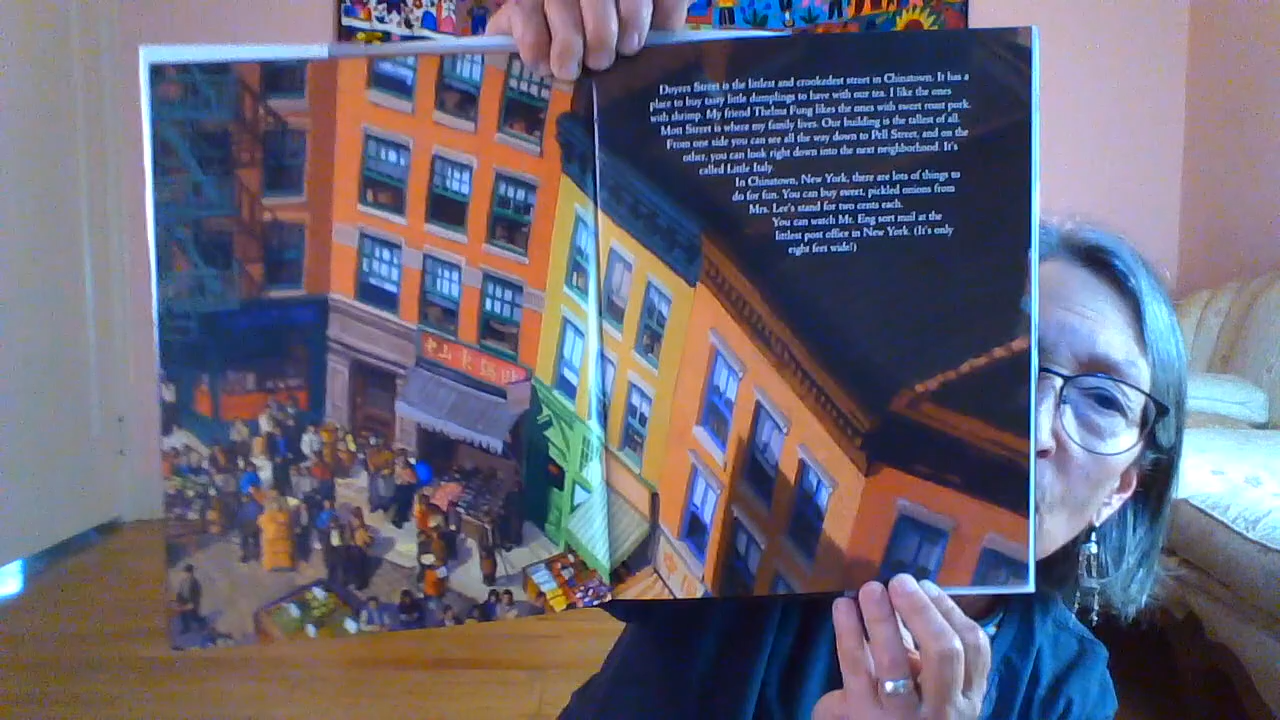 Doyers Street is the littlest and crookedest street in Chinatown. It has a
place to buy tasty little dumplings to have with our tea. I like the ones
with shrimp. My friend Thelma Fung likes the ones with sweet roast pork.
Mott Street is where my family lives. Our building is the tallest of all.
From one side you can see all the way down to Pell Street, and on the
other, you can look right down into the next neighborhood. It's
called Little Italy.
In Chinatown, New York, there are lots of things to
do for fun. You can buy sweet, pickled onions from
Mrs. Lee's stand for two cents each.
You can watch Mr. Eng sort mail at the
littlest post office in New York. (It's only
eight feet wide!)